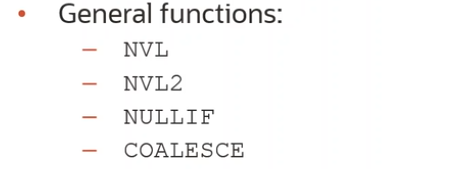 • General functions:
– NVL
– NVL2
– NULLIF
– COALESCE